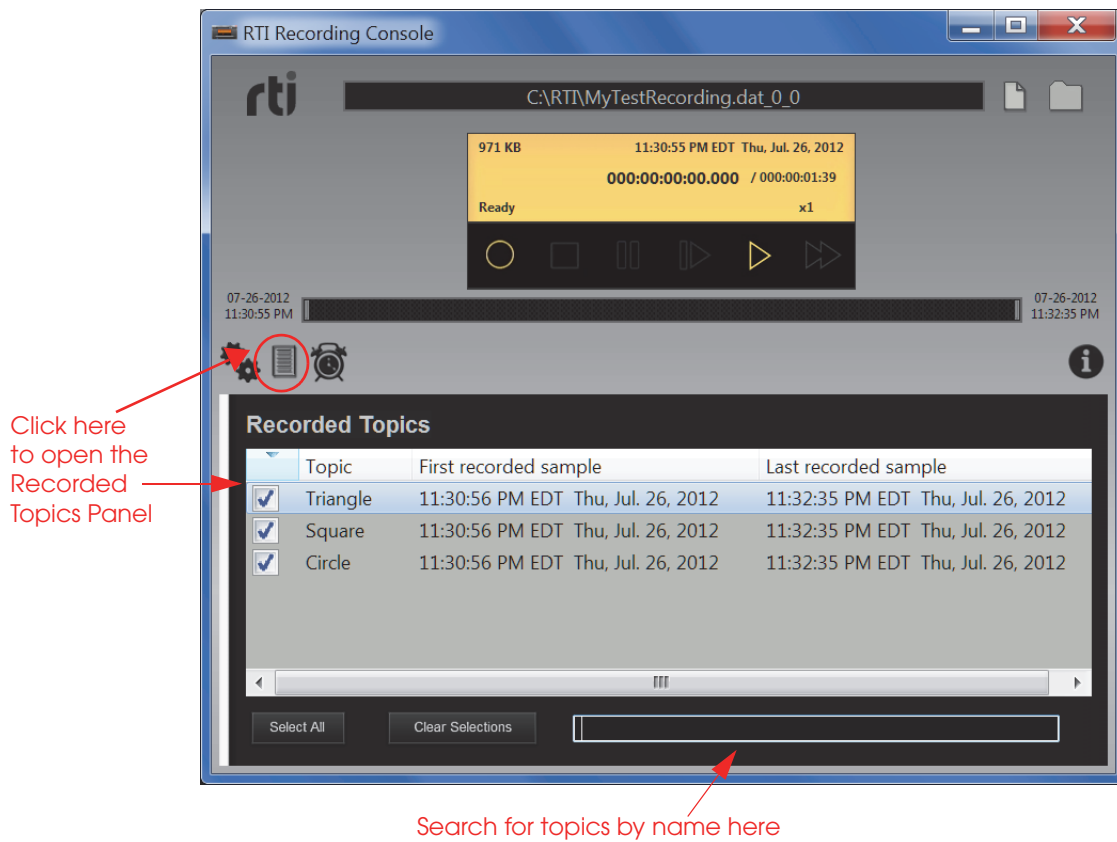 RTI Recording Console
rti
C:\RTI\MyTestRecording.dat_0_0
971 KB 11:30:55 PM EDT Thu, Jul. 26, 2012
000:00:00:00.000 / 000:00:01:39
Ready x1
07-26-2012
11:30:55 PM
07-26-2012
11:32:35 PM
Click here
to open the
Recorded
Topics Panel
Recorded Topics
Topic First recorded sample Last recorded sample
Triangle 11:30:56 PM EDT Thu, Jul. 26, 2012 11:32:35 PM EDT Thu, Jul. 26, 2012
Square 11:30:56 PM EDT Thu, Jul. 26, 2012 11:32:35 PM EDT Thu, Jul. 26, 2012
Circle 11:30:56 PM EDT Thu, Jul. 26, 2012 11:32:35 PM EDT Thu, Jul. 26, 2012
Select All Clear Selections
Search for topics by name here